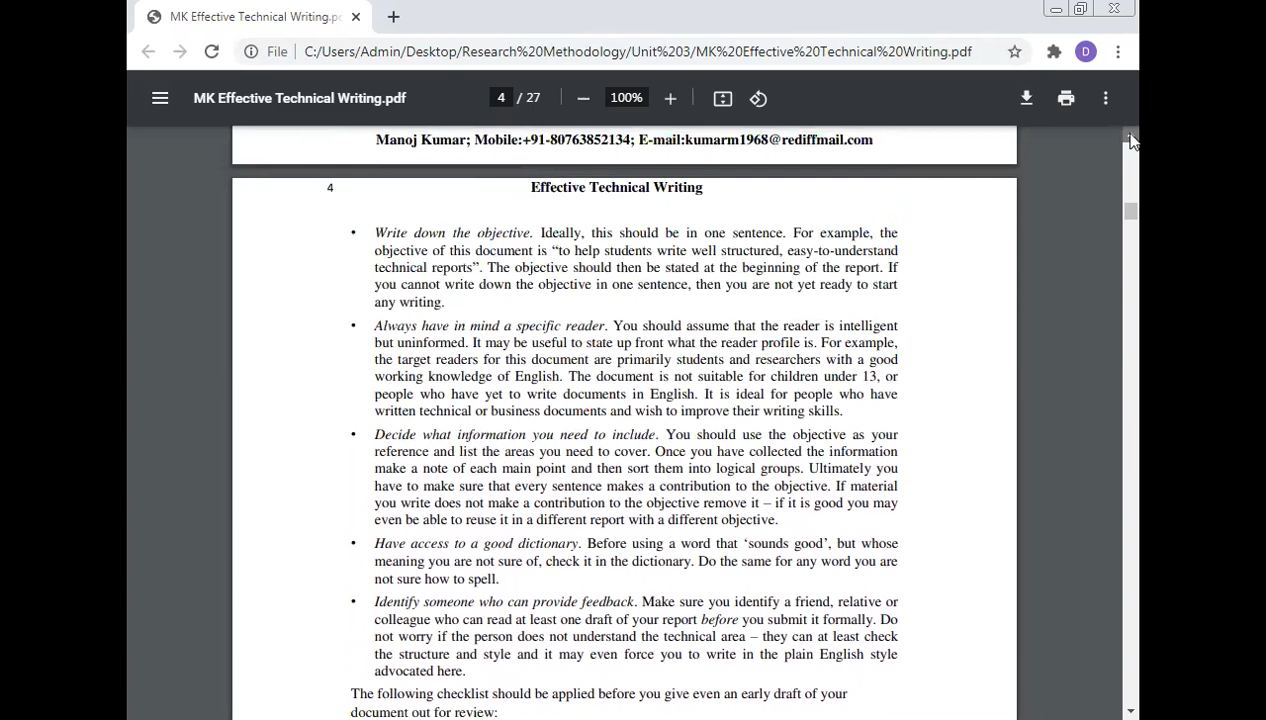 MK Effective Technical Writing.pd
File
C:/Users/Admin/Desktop/Research%20Methodology/Unit%203/MK%20Effective%20Technical%20Writing.pdf
D
MK Effective Technical Writing.pdf
4 / 27
100%
Manoj Kumar; Mobile:+91-80763852134; E-mail:kumarm1968@rediffmail.com
4
Effective Technical Writing
• Write down the objective. Ideally, this should be in one sentence. For example, the
objective of this document is “to help students write well structured, easy-to-understand
technical reports”. The objective should then be stated at the beginning of the report. If
you cannot write down the objective in one sentence, then you are not yet ready to start
any writing.
• Always have in mind a specific reader. You should assume that the reader is intelligent
but uninformed. It may be useful to state up front what the reader profile is. For example,
the target readers for this document are primarily students and researchers with a good
working knowledge of English. The document is not suitable for children under 13, or
people who have yet to write documents in English. It is ideal for people who have
written technical or business documents and wish to improve their writing skills.
• Decide what information you need to include. You should use the objective as your
reference and list the areas you need to cover. Once you have collected the information
make a note of each main point and then sort them into logical groups. Ultimately you
have to make sure that every sentence makes a contribution to the objective. If material
you write does not make a contribution to the objective remove it – if it is good you may
even be able to reuse it in a different report with a different objective.
• Have access to a good dictionary. Before using a word that ‘sounds good’, but whose
meaning you are not sure of, check it in the dictionary. Do the same for any word you are
not sure how to spell.
• Identify someone who can provide feedback. Make sure you identify a friend, relative or
colleague who can read at least one draft of your report before you submit it formally. Do
not worry if the person does not understand the technical area – they can at least check
the structure and style and it may even force you to write in the plain English style
advocated here.
The following checklist should be applied before you give even an early draft of your
document out for review: